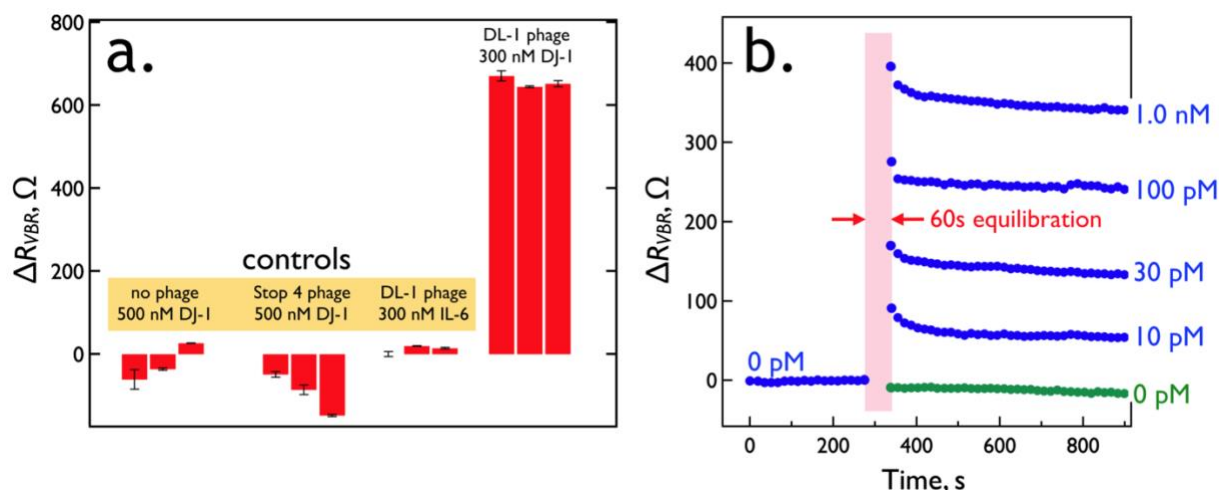 a.
800
600
400
200
0
ΔR_VBR, Ω
controls
no phage
500 nM DJ-1
Stop 4 phage
500 nM DJ-1
DL-1 phage
300 nM IL-6
DL-1 phage
300 nM DJ-1
b.
400
300
200
100
0
ΔR_VBR, Ω
0 pM
60s equilibration
1.0 nM
100 pM
30 pM
10 pM
0 pM
0 200 400 600 800
Time, s